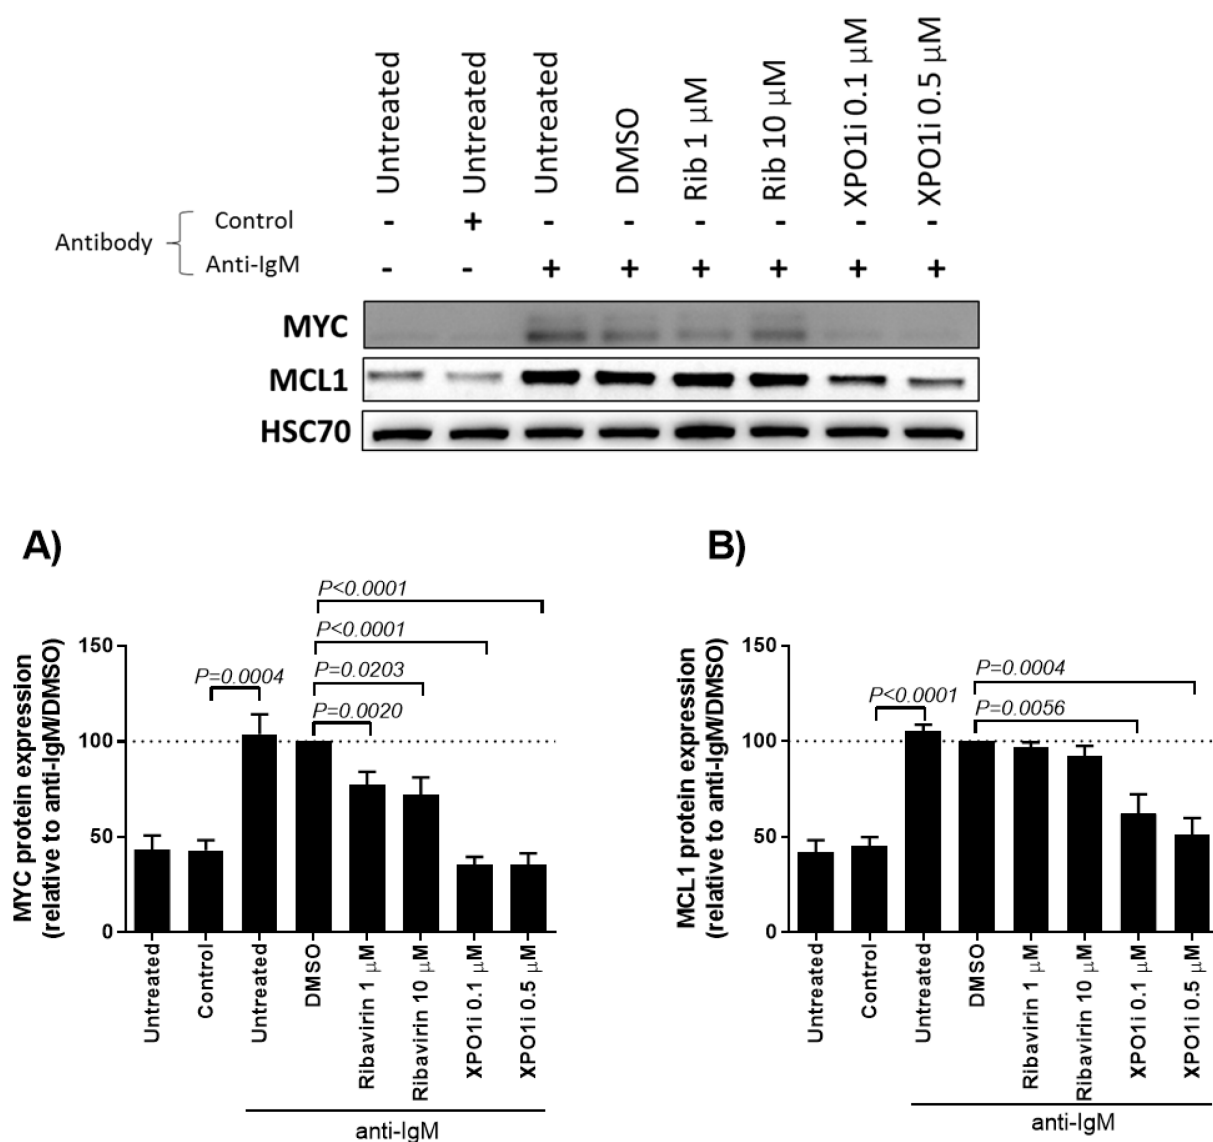 Untreated
Untreated
Untreated
DMSO
Rib 1 μM
Rib 10 μM
XPO1i 0.1 μM
XPO1i 0.5 μM
Antibody
Control - + - - - - - -
Anti-IgM - - + + + + + +
MYC
MCL1
HSC70
A)
MYC protein expression
(relative to anti-IgM/DMSO)
150
100
50
0
P<0.0001
P<0.0001
P=0.0203
P=0.0004
P=0.0020
Untreated
Control
Untreated
DMSO
Ribavirin 1 μM
Ribavirin 10 μM
XPO1i 0.1 μM
XPO1i 0.5 μM
anti-IgM
B)
MCL1 protein expression
(relative to anti-IgM/DMSO)
150
100
50
0
P=0.0004
P<0.0001
P=0.0056
Untreated
Control
Untreated
DMSO
Ribavirin 1 μM
Ribavirin 10 μM
XPO1i 0.1 μM
XPO1i 0.5 μM
anti-IgM